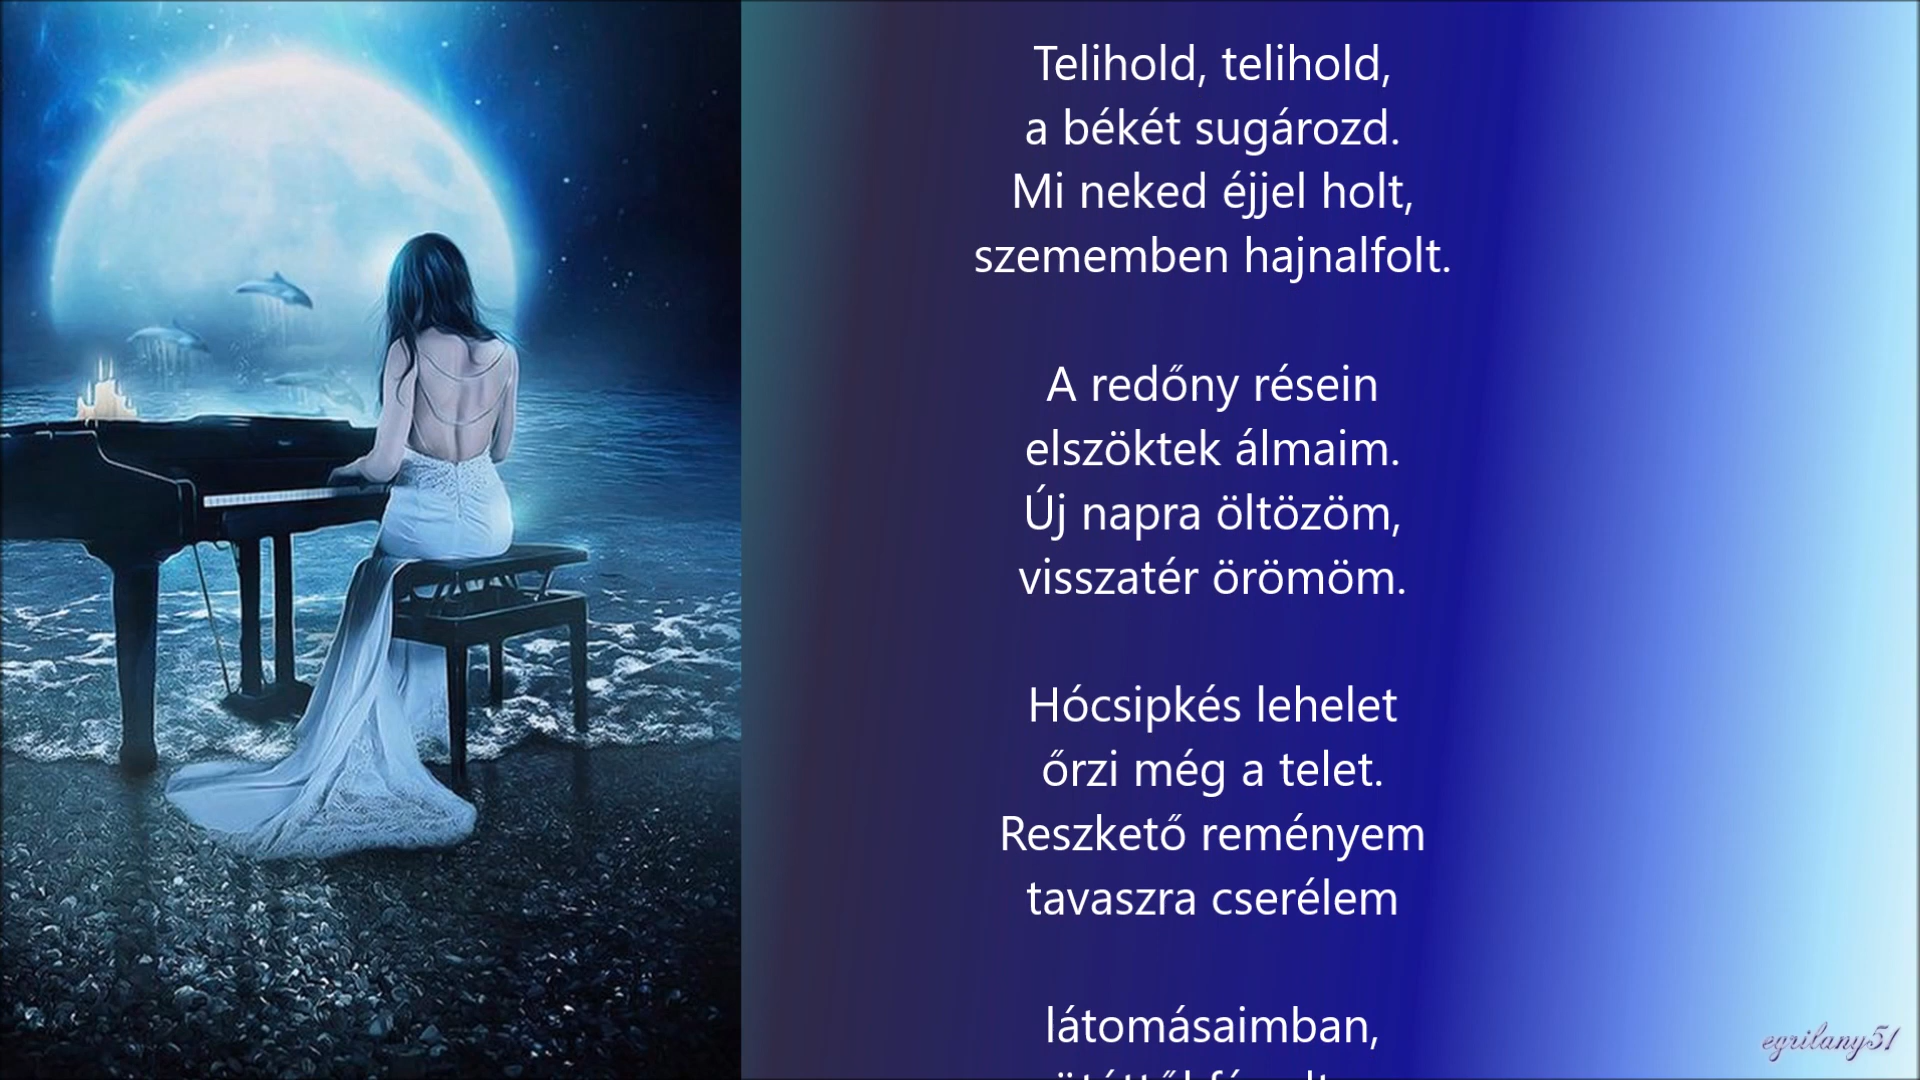 Telihold, telihold,
a békét sugározd.
Mi neked éjjel holt,
szememben hajnalfolt.
A redőny résein
elszöktek álmaim.
Új napra öltözöm,
visszatér örömöm.
Hócsipkés lehelet
őrzi még a telet.
Reszkető reményem
tavaszra cserélem
látomásaimban,
egrilany51